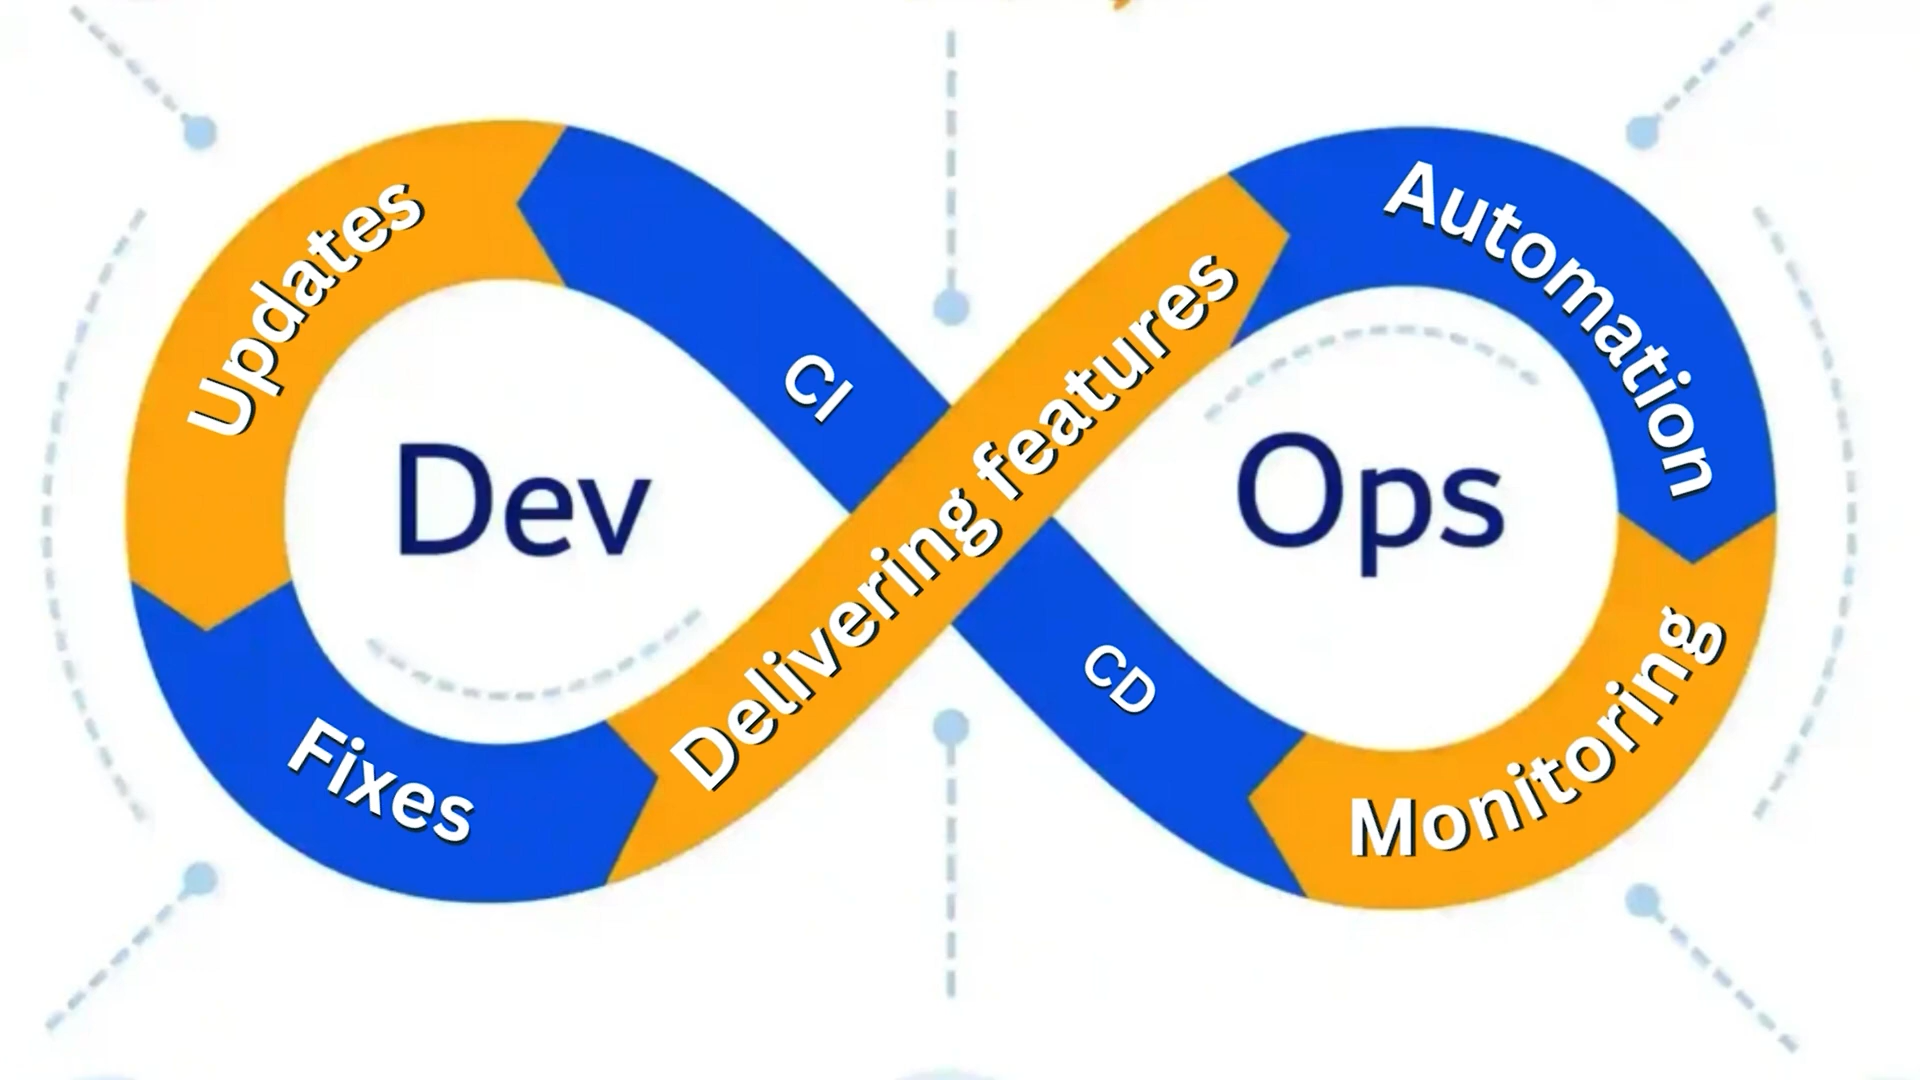 Updates
CI
Automation
Dev
Delivering features
Ops
Fixes
CD
Monitoring